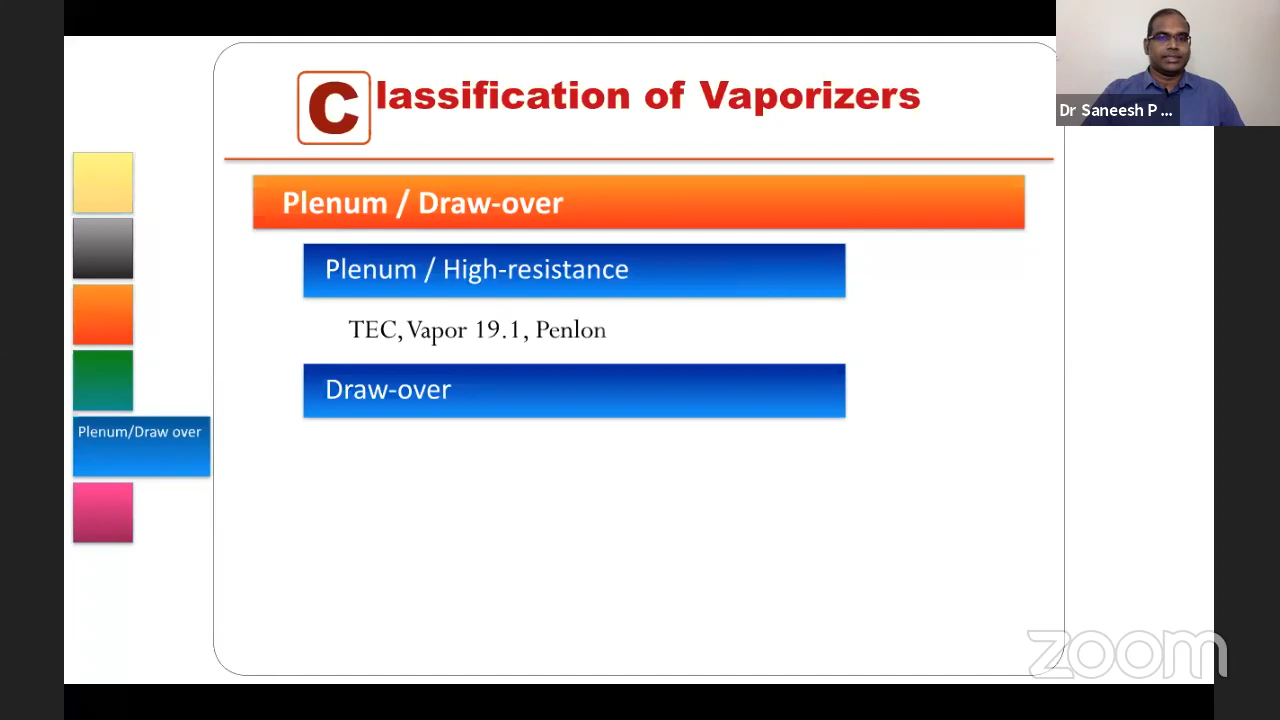 Classification of Vaporizers
Dr Saneesh P ...
Plenum / Draw-over
Plenum / High-resistance
TEC, Vapor 19.1, Penlon
Draw-over
Plenum/Draw over
zoom